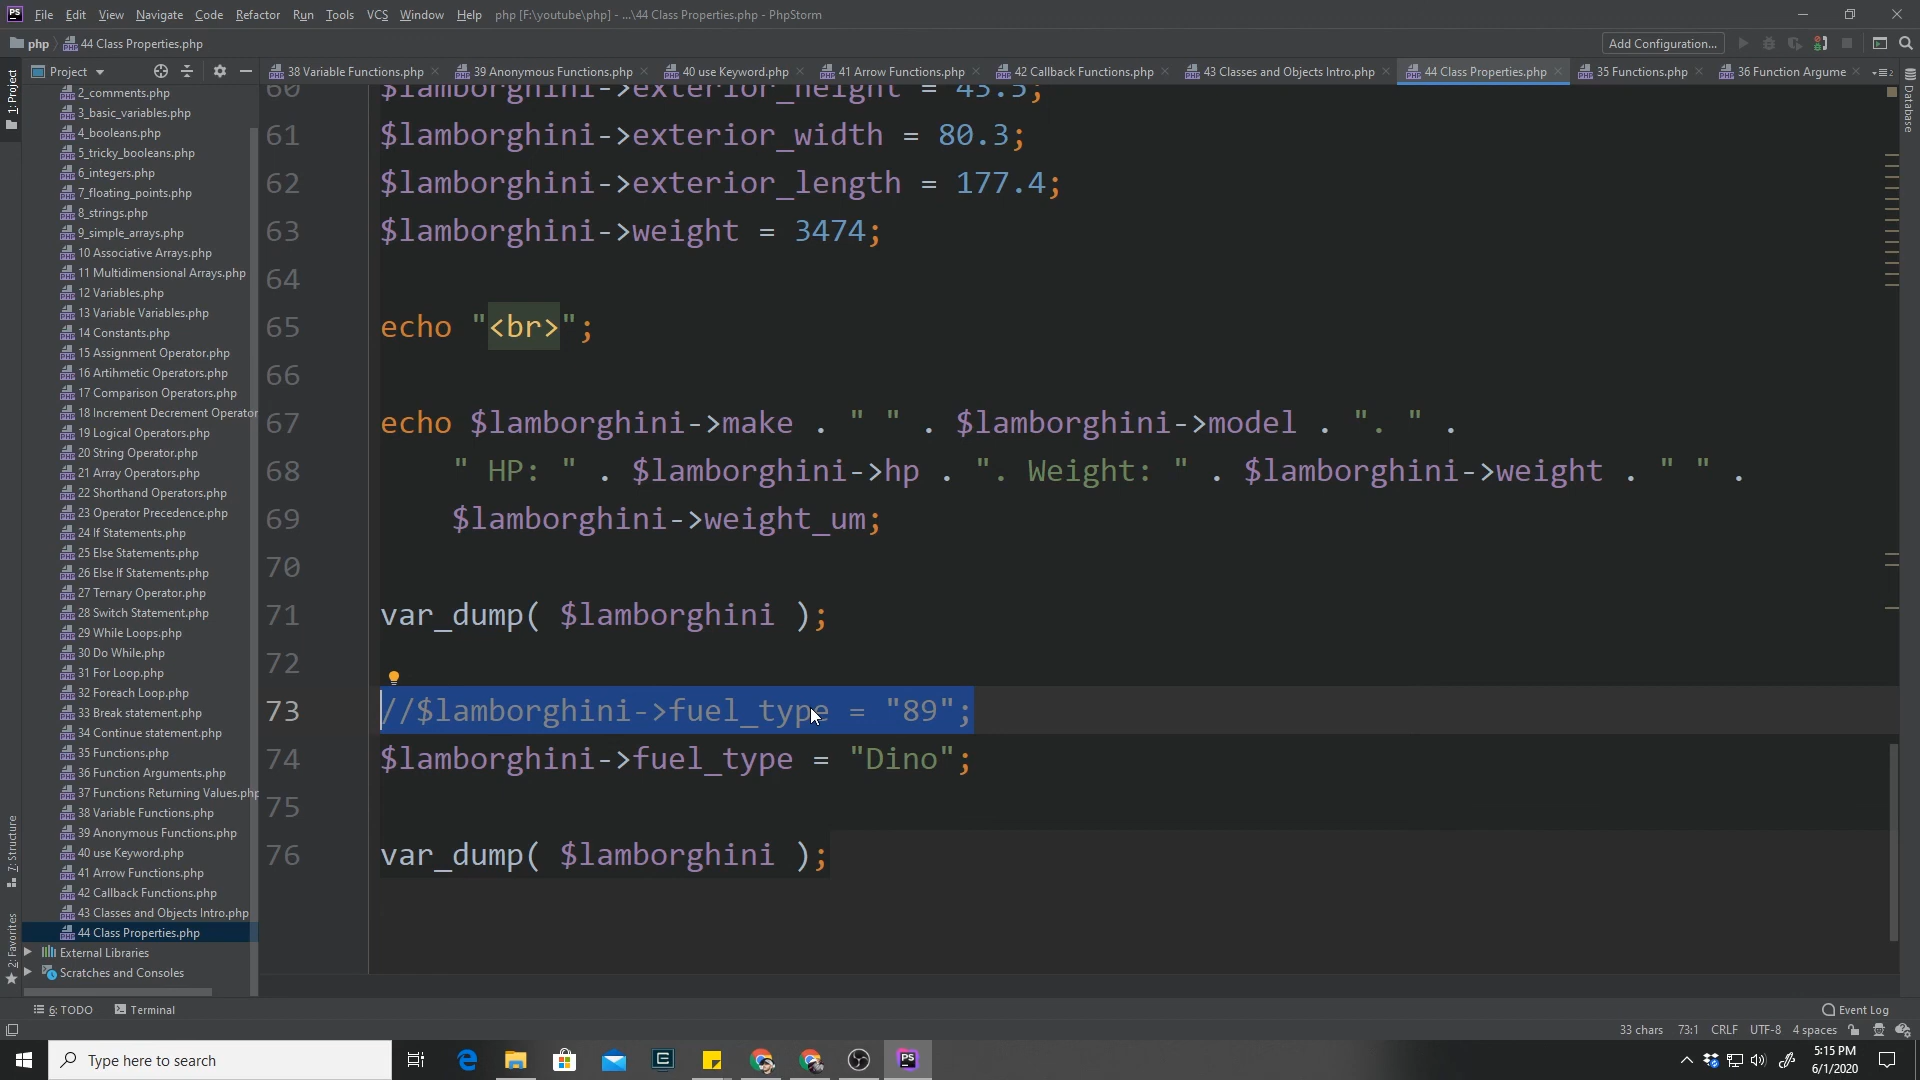 PS File Edit View Navigate Code Refactor Run Tools VCS Window Help php [F:\youtube\php] - ...\44 Class Properties.php - PhpStorm
php 44 Class Properties.php Add Configuration...
Project 38 Variable Functions.php 39 Anonymous Functions.php 40 use Keyword.php 41 Arrow Functions.php 42 Callback Functions.php 43 Classes and Objects Intro.php 44 Class Properties.php 35 Functions.php 36 Function Argume
1: Project
7: Structure
2: Favorites
Database
2_comments.php
3_basic_variables.php
4_booleans.php
5_tricky_booleans.php
6_integers.php
7_floating_points.php
8_strings.php
9_simple_arrays.php
10 Associative Arrays.php
11 Multidimensional Arrays.php
12 Variables.php
13 Variable Variables.php
14 Constants.php
15 Assignment Operator.php
16 Artihmetic Operators.php
17 Comparison Operators.php
18 Increment Decrement Operator
19 Logical Operators.php
20 String Operator.php
21 Array Operators.php
22 Shorthand Operators.php
23 Operator Precedence.php
24 If Statements.php
25 Else Statements.php
26 Else If Statements.php
27 Ternary Operator.php
28 Switch Statement.php
29 While Loops.php
30 Do While.php
31 For Loop.php
32 Foreach Loop.php
33 Break statement.php
34 Continue statement.php
35 Functions.php
36 Function Arguments.php
37 Functions Returning Values.php
38 Variable Functions.php
39 Anonymous Functions.php
40 use Keyword.php
41 Arrow Functions.php
42 Callback Functions.php
43 Classes and Objects Intro.php
44 Class Properties.php
External Libraries
Scratches and Consoles
60 $lamborghini->exterior_height = 43.5;
61 $lamborghini->exterior_width = 80.3;
62 $lamborghini->exterior_length = 177.4;
63 $lamborghini->weight = 3474;
64
65 echo "<br>";
66
67 echo $lamborghini->make . " " . $lamborghini->model . ". " .
68 " HP: " . $lamborghini->hp . ". Weight: " . $lamborghini->weight . " " .
69 $lamborghini->weight_um;
70
71 var_dump( $lamborghini );
72
73 //$lamborghini->fuel_type = "89";
74 $lamborghini->fuel_type = "Dino";
75
76 var_dump( $lamborghini );
6: TODO Terminal Event Log
33 chars 73:1 CRLF UTF-8 4 spaces
Type here to search
PS
5:15 PM
6/1/2020